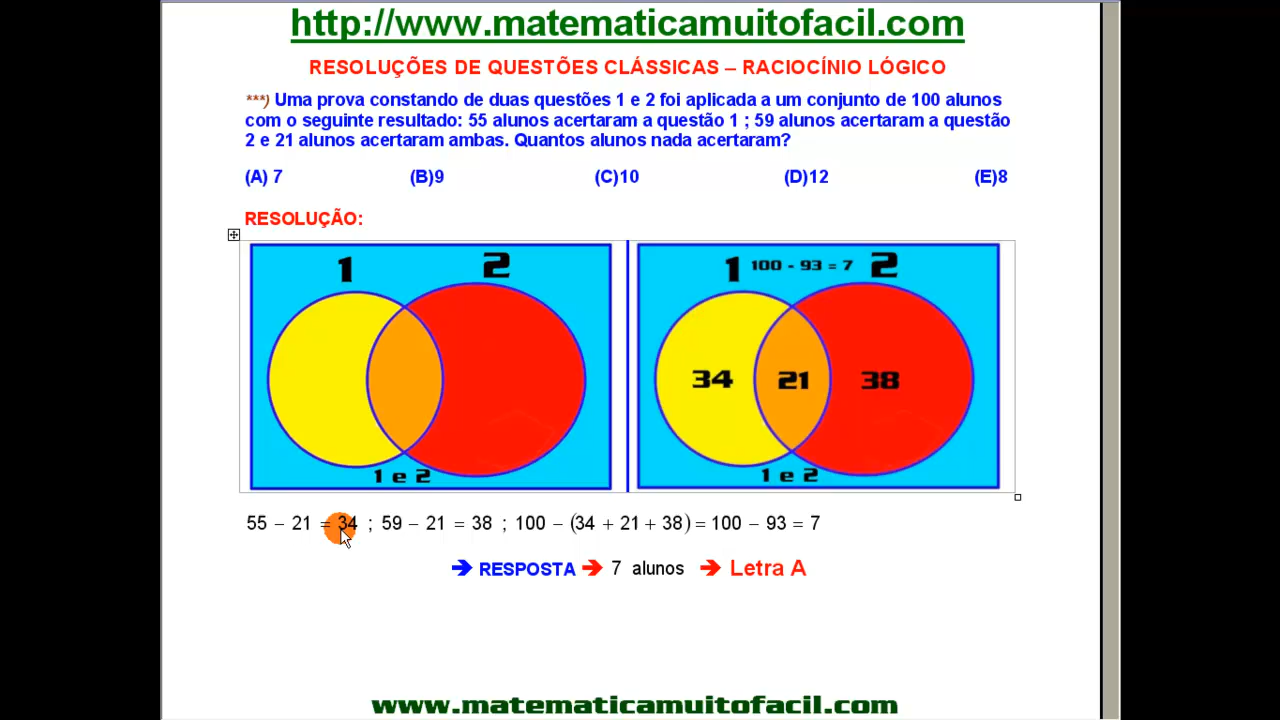 http://www.matematicamuitofacil.com
RESOLUÇÕES DE QUESTÕES CLÁSSICAS – RACIOCÍNIO LÓGICO
***) Uma prova constando de duas questões 1 e 2 foi aplicada a um conjunto de 100 alunos
com o seguinte resultado: 55 alunos acertaram a questão 1 ; 59 alunos acertaram a questão
2 e 21 alunos acertaram ambas. Quantos alunos nada acertaram?
(A) 7 (B)9 (C)10 (D)12 (E)8
RESOLUÇÃO:
1 2
1 e 2
1 100 - 93 = 7 2
34 21 38
1 e 2
55 − 21 = 34 ; 59 − 21 = 38 ; 100 − (34 + 21 + 38) = 100 − 93 = 7
➔ RESPOSTA ➔ 7 alunos ➔ Letra A
www.matematicamuitofacil.com